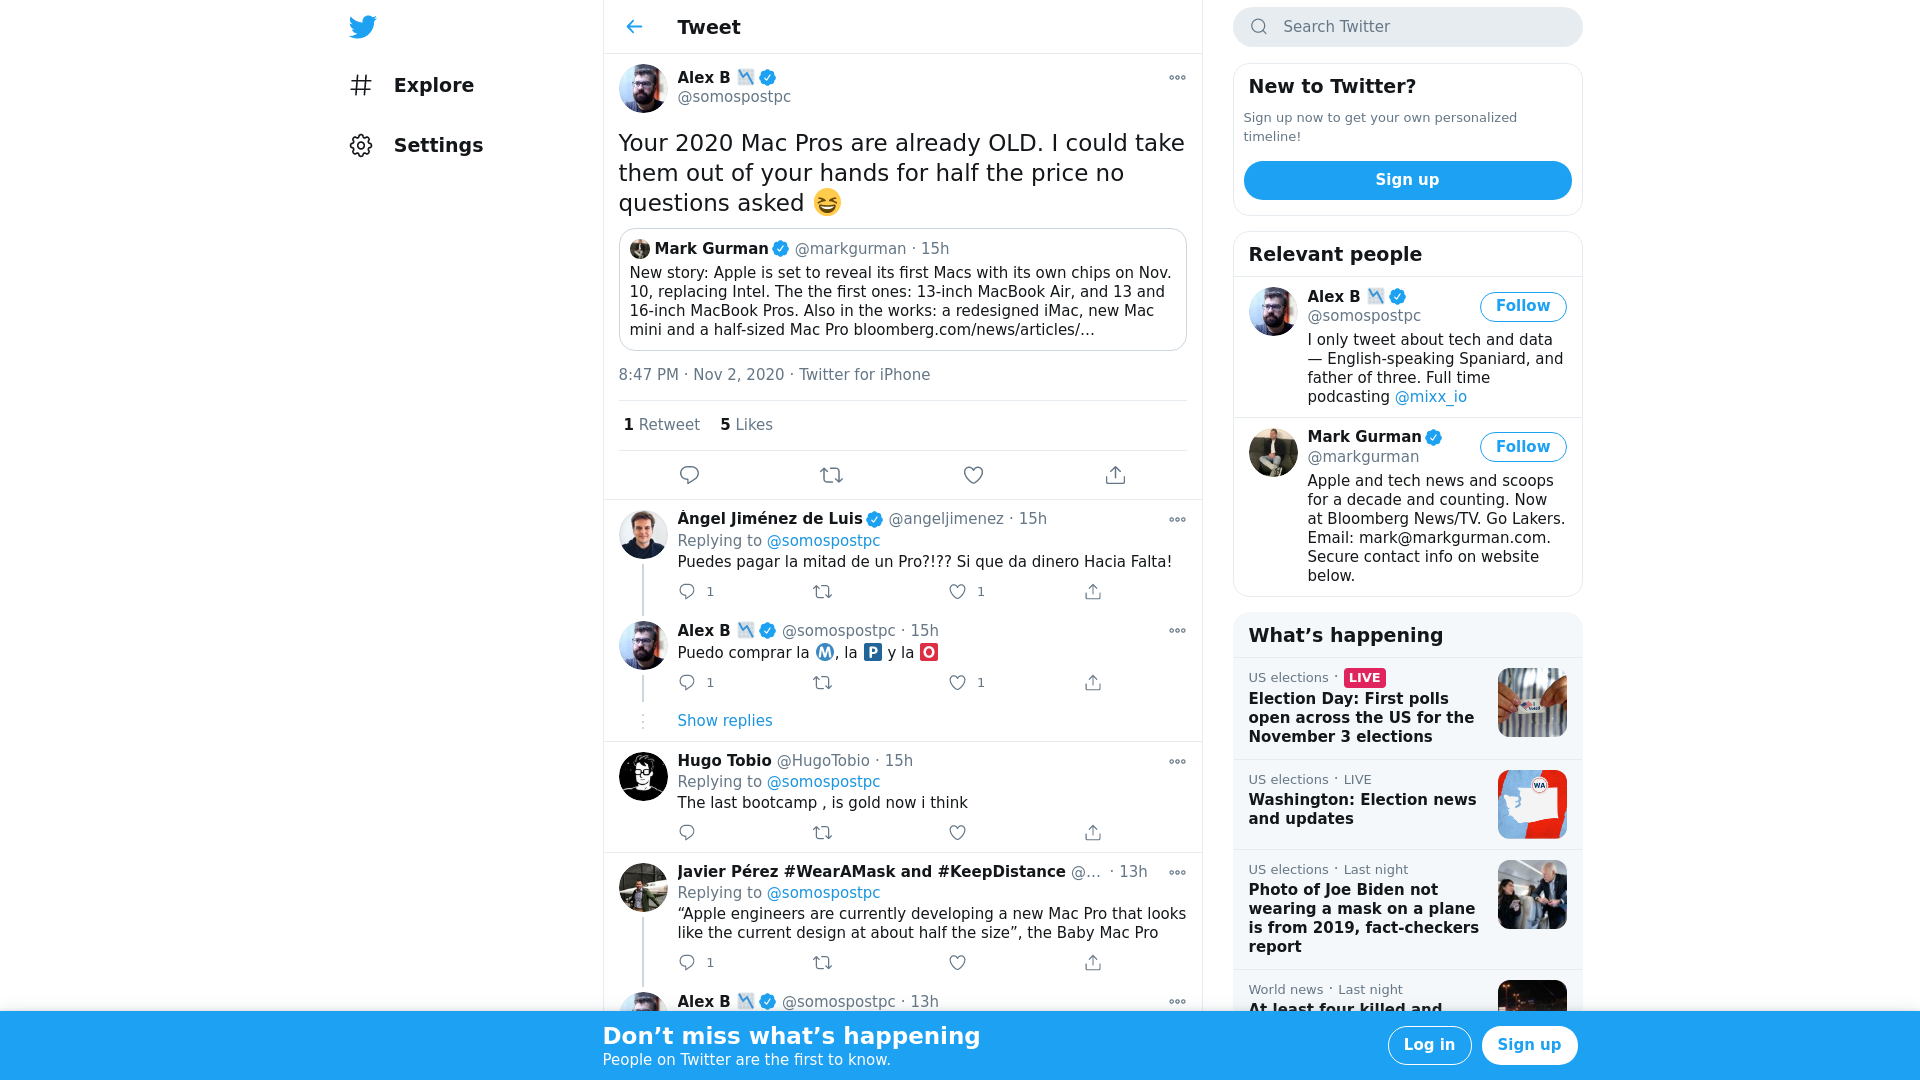 Explore
Settings
Tweet
Alex B
@somospostpc
Your 2020 Mac Pros are already OLD. I could take
them out of your hands for half the price no
questions asked
Mark Gurman @markgurman · 15h
New story: Apple is set to reveal its first Macs with its own chips on Nov.
10, replacing Intel. The the first ones: 13-inch MacBook Air, and 13 and
16-inch MacBook Pros. Also in the works: a redesigned iMac, new Mac
mini and a half-sized Mac Pro bloomberg.com/news/articles/…
8:47 PM · Nov 2, 2020 · Twitter for iPhone
1 Retweet 5 Likes
Ángel Jiménez de Luis @angeljimenez · 15h
Replying to @somospostpc
Puedes pagar la mitad de un Pro?!?? Si que da dinero Hacia Falta!
1 1
Alex B @somospostpc · 15h
Puedo comprar la Ⓜ, la P y la O
1 1
Show replies
Hugo Tobio @HugoTobio · 15h
Replying to @somospostpc
The last bootcamp , is gold now i think
Javier Pérez #WearAMask and #KeepDistance @… · 13h
Replying to @somospostpc
“Apple engineers are currently developing a new Mac Pro that looks
like the current design at about half the size”, the Baby Mac Pro
1
Alex B @somospostpc · 13h
Search Twitter
New to Twitter?
Sign up now to get your own personalized
timeline!
Sign up
Relevant people
Alex B
@somospostpc
Follow
I only tweet about tech and data
— English-speaking Spaniard, and
father of three. Full time
podcasting @mixx_io
Mark Gurman
@markgurman
Follow
Apple and tech news and scoops
for a decade and counting. Now
at Bloomberg News/TV. Go Lakers.
Email: mark@markgurman.com.
Secure contact info on website
below.
What’s happening
US elections · LIVE
Election Day: First polls
open across the US for the
November 3 elections
US elections · LIVE
Washington: Election news
and updates
WA
US elections · Last night
Photo of Joe Biden not
wearing a mask on a plane
is from 2019, fact-checkers
report
World news · Last night
At least four killed and
Don’t miss what’s happening
People on Twitter are the first to know.
Log in
Sign up